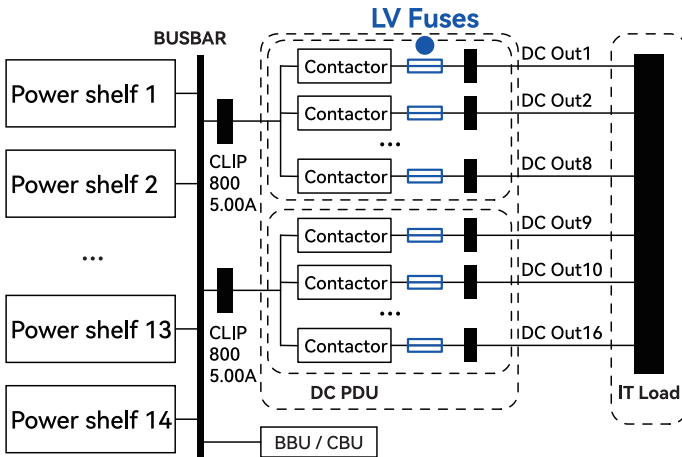 LV Fuses
BUSBAR
Power shelf 1
Power shelf 2
...
Power shelf 13
Power shelf 14
CLIP
800
5.00A
CLIP
800
5.00A
Contactor
DC Out1
Contactor
DC Out2
...
Contactor
DC Out8
Contactor
DC Out9
Contactor
DC Out10
...
Contactor
DC Out16
DC PDU
IT Load
BBU / CBU